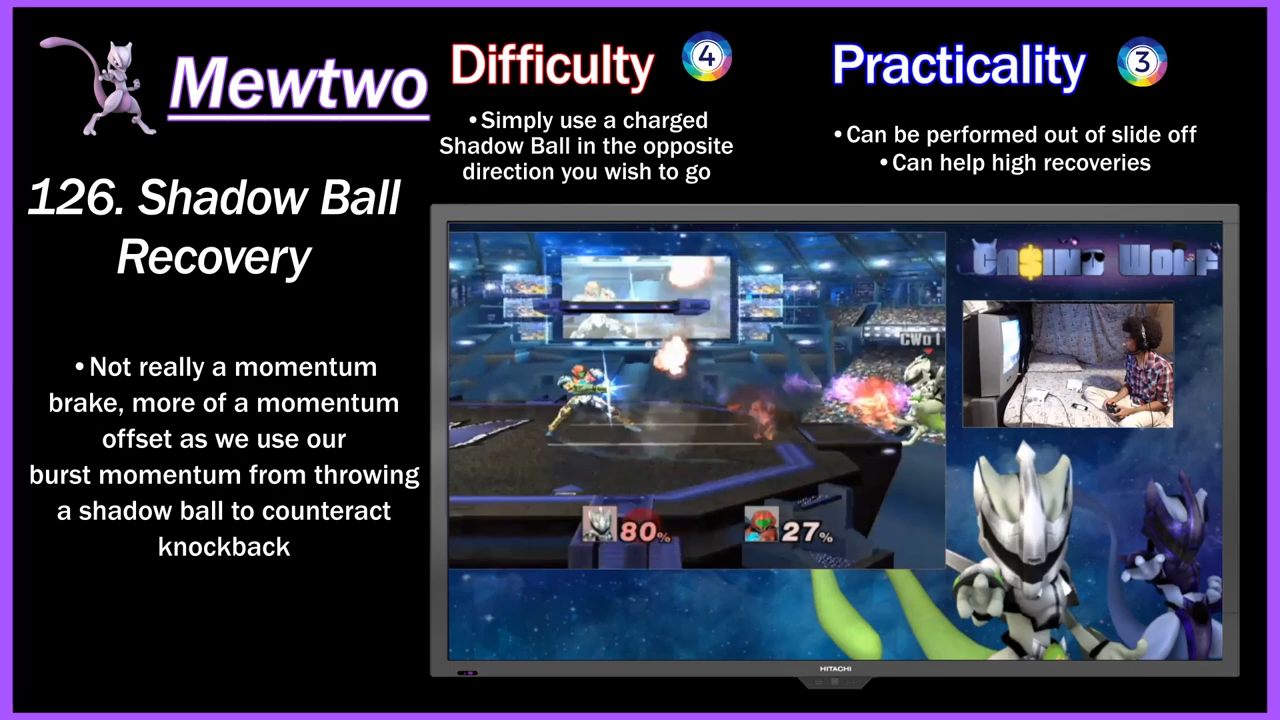 Mewtwo
Difficulty
4
Practicality
3
•Simply use a charged
Shadow Ball in the opposite
direction you wish to go
•Can be performed out of slide off
•Can help high recoveries
126. Shadow Ball
Recovery
•Not really a momentum
brake, more of a momentum
offset as we use our
burst momentum from throwing
a shadow ball to counteract
knockback
CA$INO WOLF
CWo l
80%
27%
HITACHI